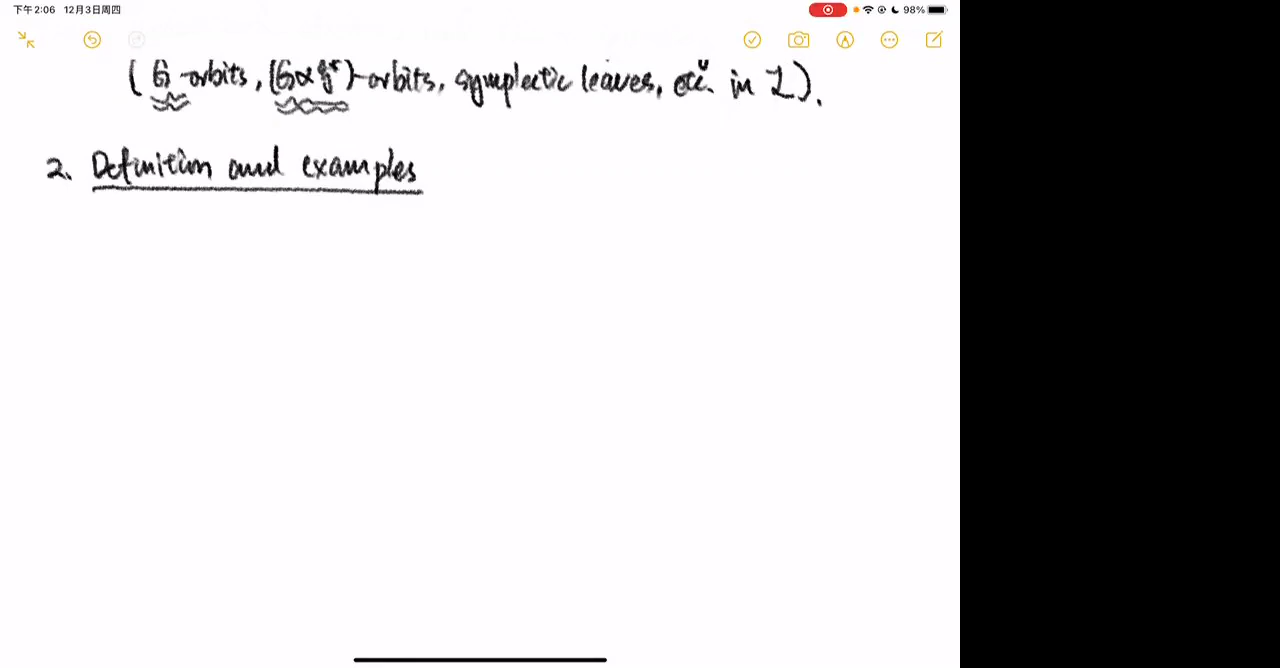 下午2:06 12月3日周四 98%
(G-orbits, (G∝g*)-orbits, symplectic leaves, etc. in L).
2. Definition and examples